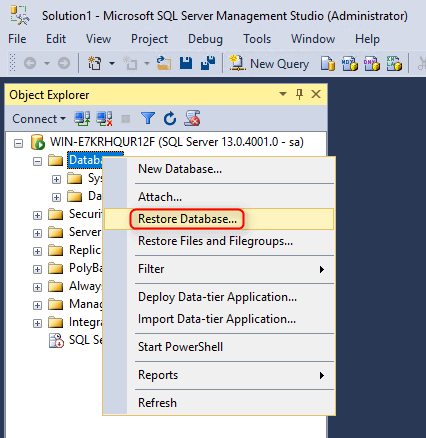 Solution1 - Microsoft SQL Server Management Studio (Administrator)
File Edit View Project Debug Tools Window Help
New Query
Object Explorer
Connect
WIN-E7KRHQUR12F (SQL Server 13.0.4001.0 - sa)
Databa
Sys
Da
Securi
Server
Replic
PolyBa
Always
Manag
Integra
SQL Se
New Database...
Attach...
Restore Database...
Restore Files and Filegroups...
Filter
Deploy Data-tier Application...
Import Data-tier Application...
Start PowerShell
Reports
Refresh